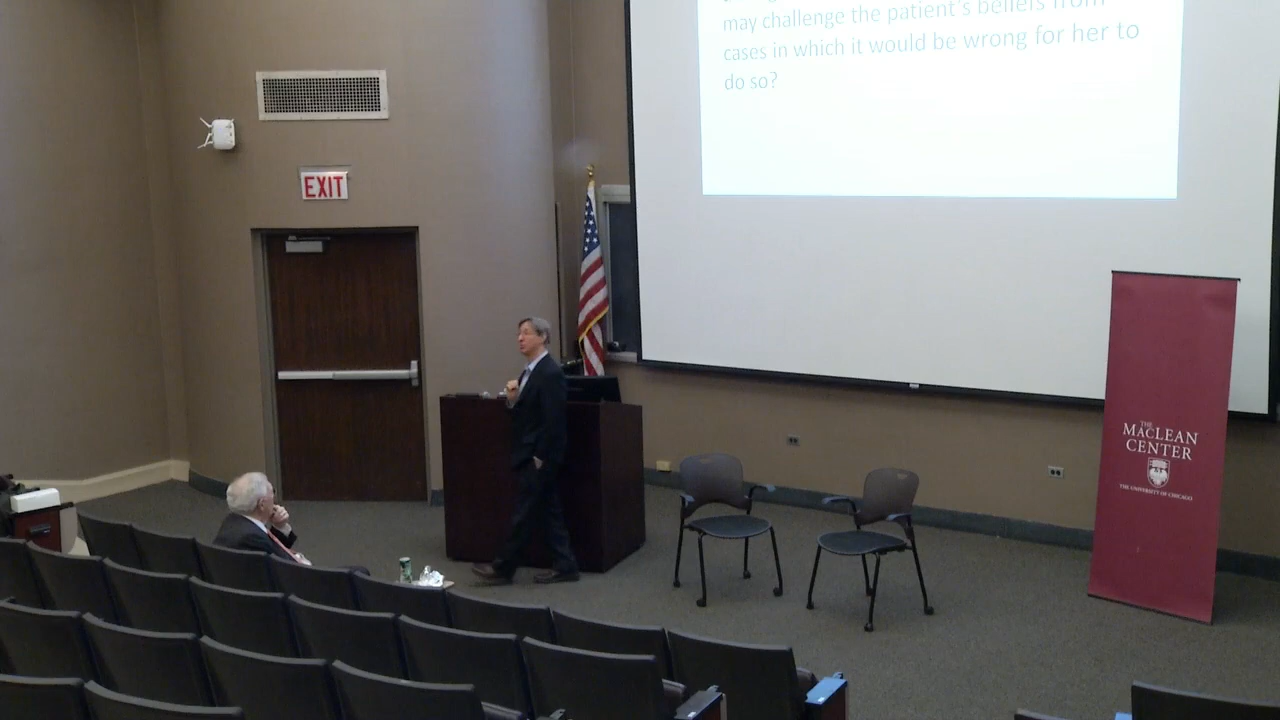 may challenge the patient's beliefs from
cases in which it would be wrong for her to
do so?
EXIT
THE
MACLEAN
CENTER
THE UNIVERSITY OF CHICAGO